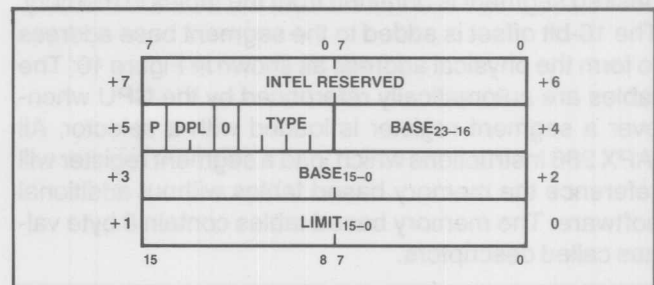 7 0 7 0
+7 INTEL RESERVED* +6
+5 P DPL 0 TYPE BASE23-16 +4
+3 BASE15-0 +2
+1 LIMIT15-0 0
15 8 7 0